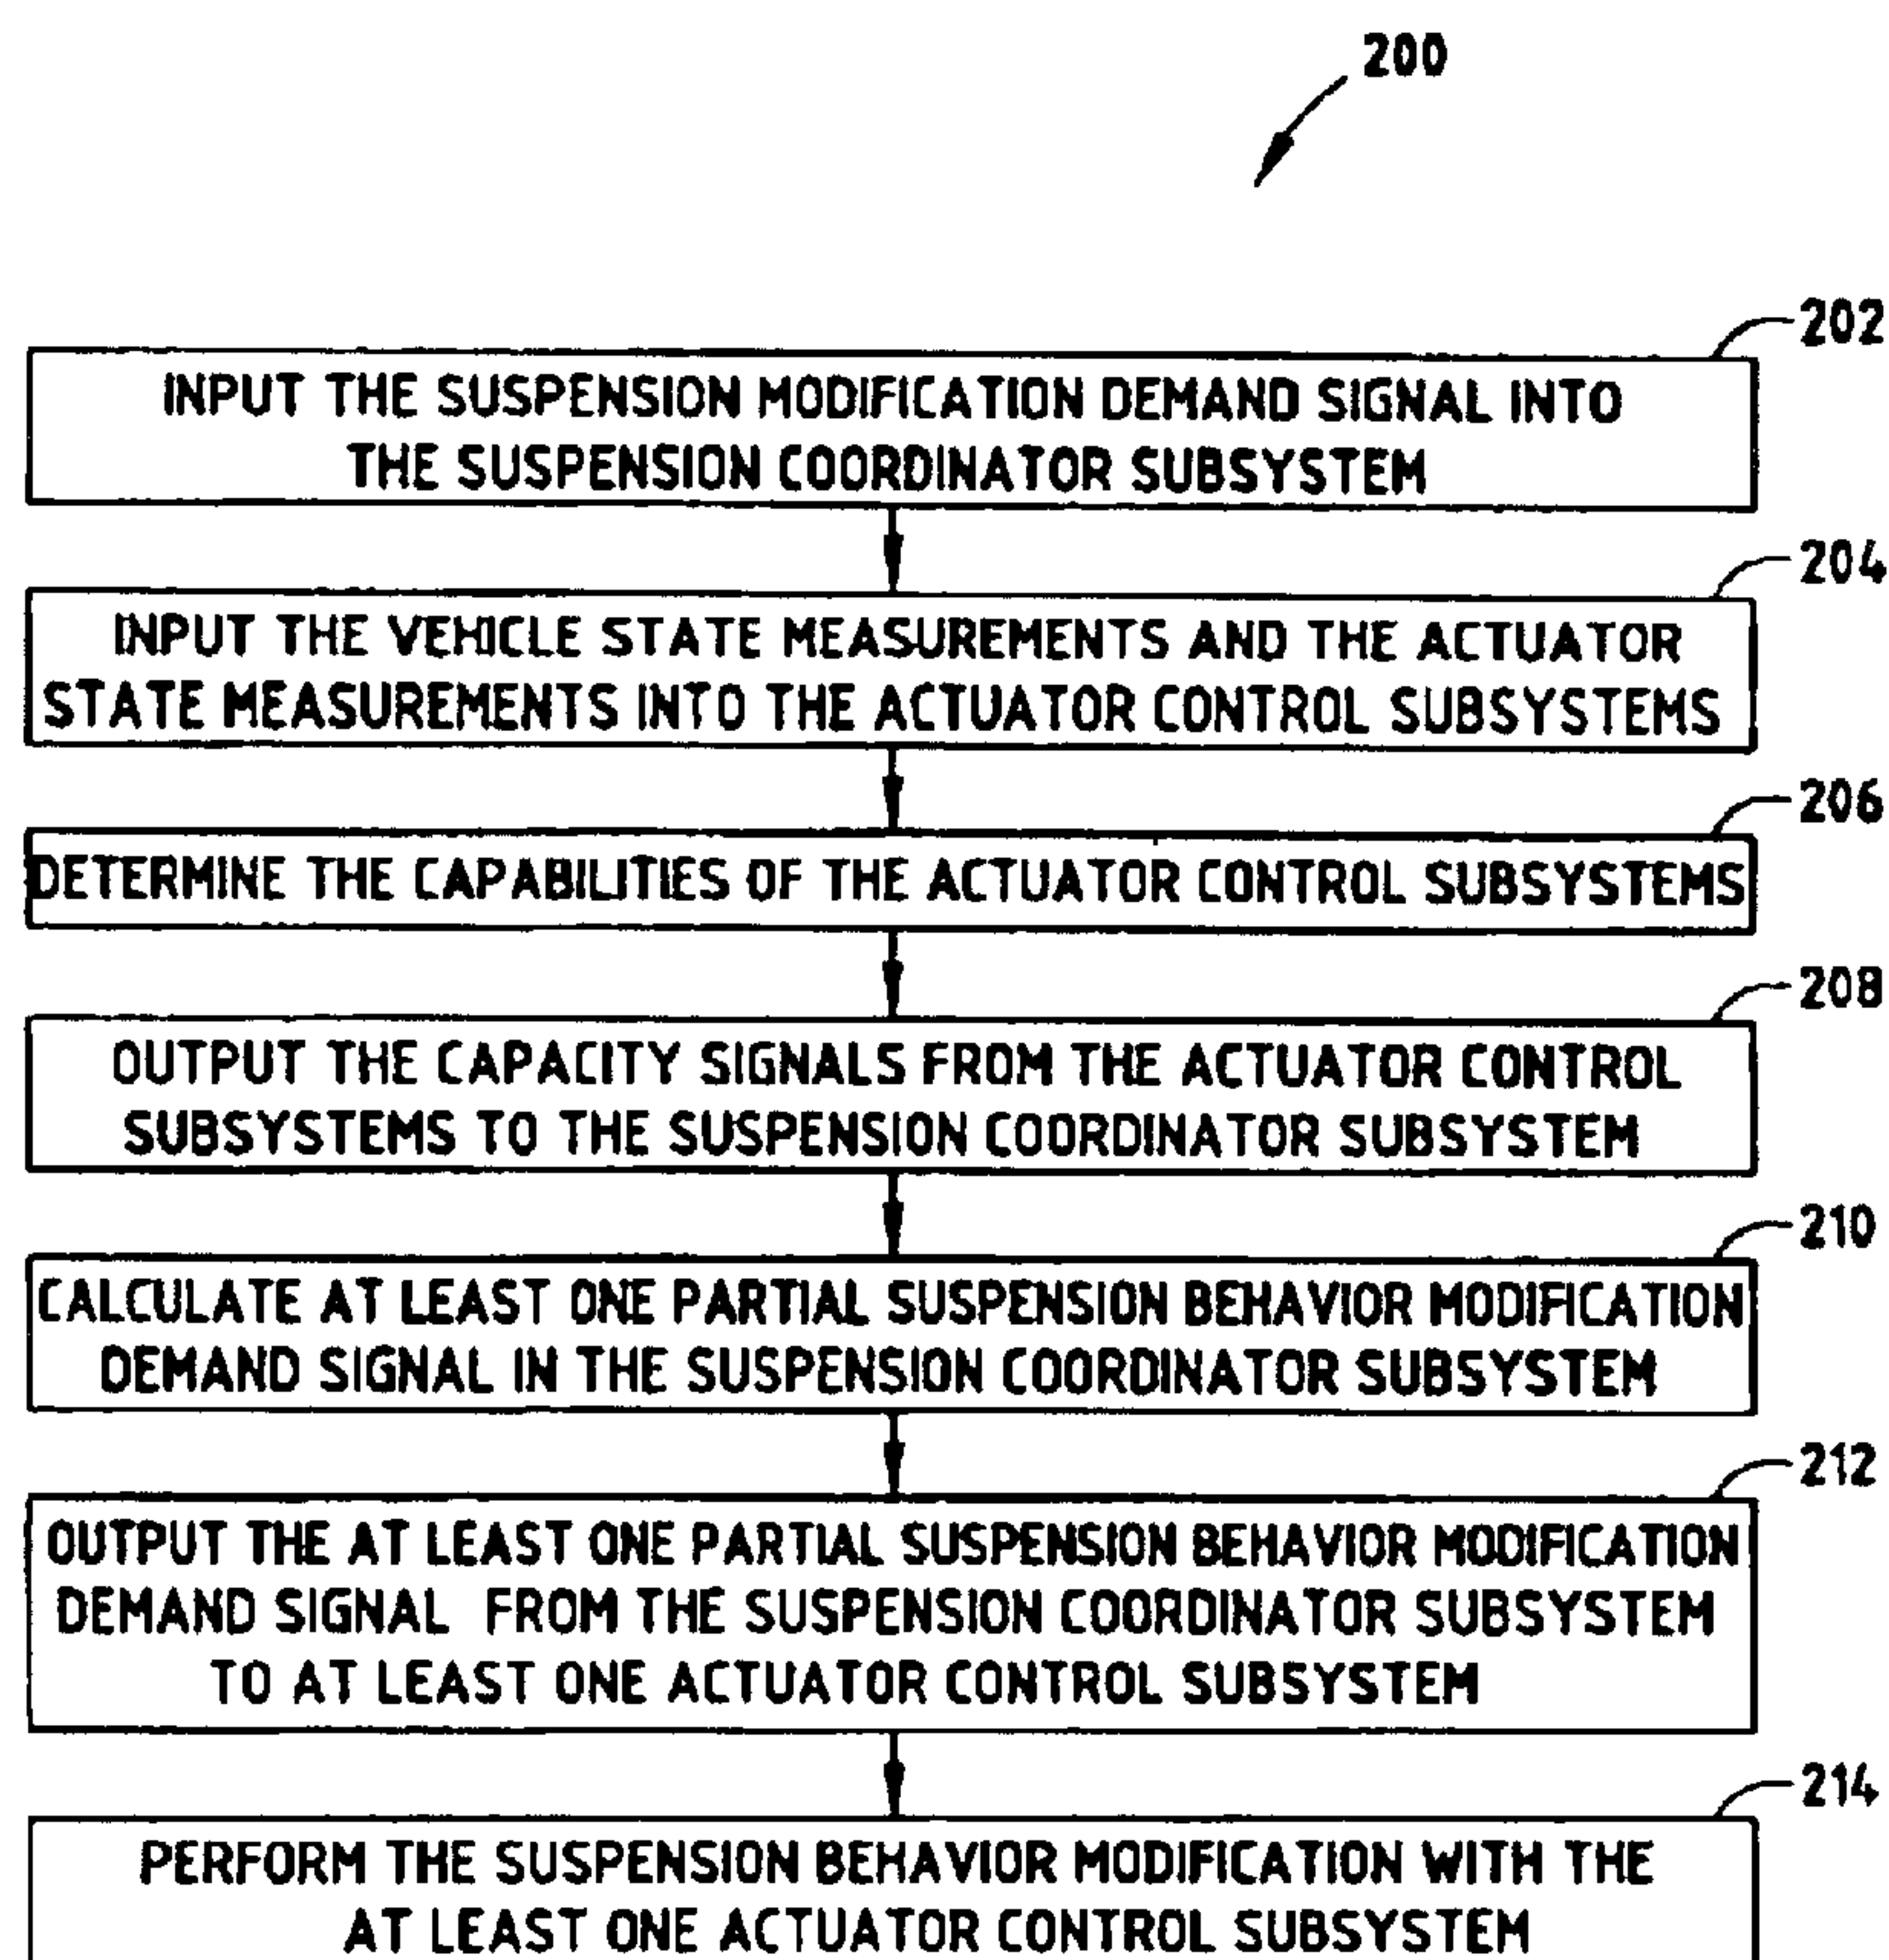 200
202
INPUT THE SUSPENSION MODIFICATION DEMAND SIGNAL INTO
THE SUSPENSION COORDINATOR SUBSYSTEM
204
INPUT THE VEHICLE STATE MEASUREMENTS AND THE ACTUATOR
STATE MEASUREMENTS INTO THE ACTUATOR CONTROL SUBSYSTEMS
206
DETERMINE THE CAPABILITIES OF THE ACTUATOR CONTROL SUBSYSTEMS
208
OUTPUT THE CAPACITY SIGNALS FROM THE ACTUATOR CONTROL
SUBSYSTEMS TO THE SUSPENSION COORDINATOR SUBSYSTEM
210
CALCULATE AT LEAST ONE PARTIAL SUSPENSION BEHAVIOR MODIFICATION
DEMAND SIGNAL IN THE SUSPENSION COORDINATOR SUBSYSTEM
212
OUTPUT THE AT LEAST ONE PARTIAL SUSPENSION BEHAVIOR MODIFICATION
DEMAND SIGNAL FROM THE SUSPENSION COORDINATOR SUBSYSTEM
TO AT LEAST ONE ACTUATOR CONTROL SUBSYSTEM
214
PERFORM THE SUSPENSION BEHAVIOR MODIFICATION WITH THE
AT LEAST ONE ACTUATOR CONTROL SUBSYSTEM